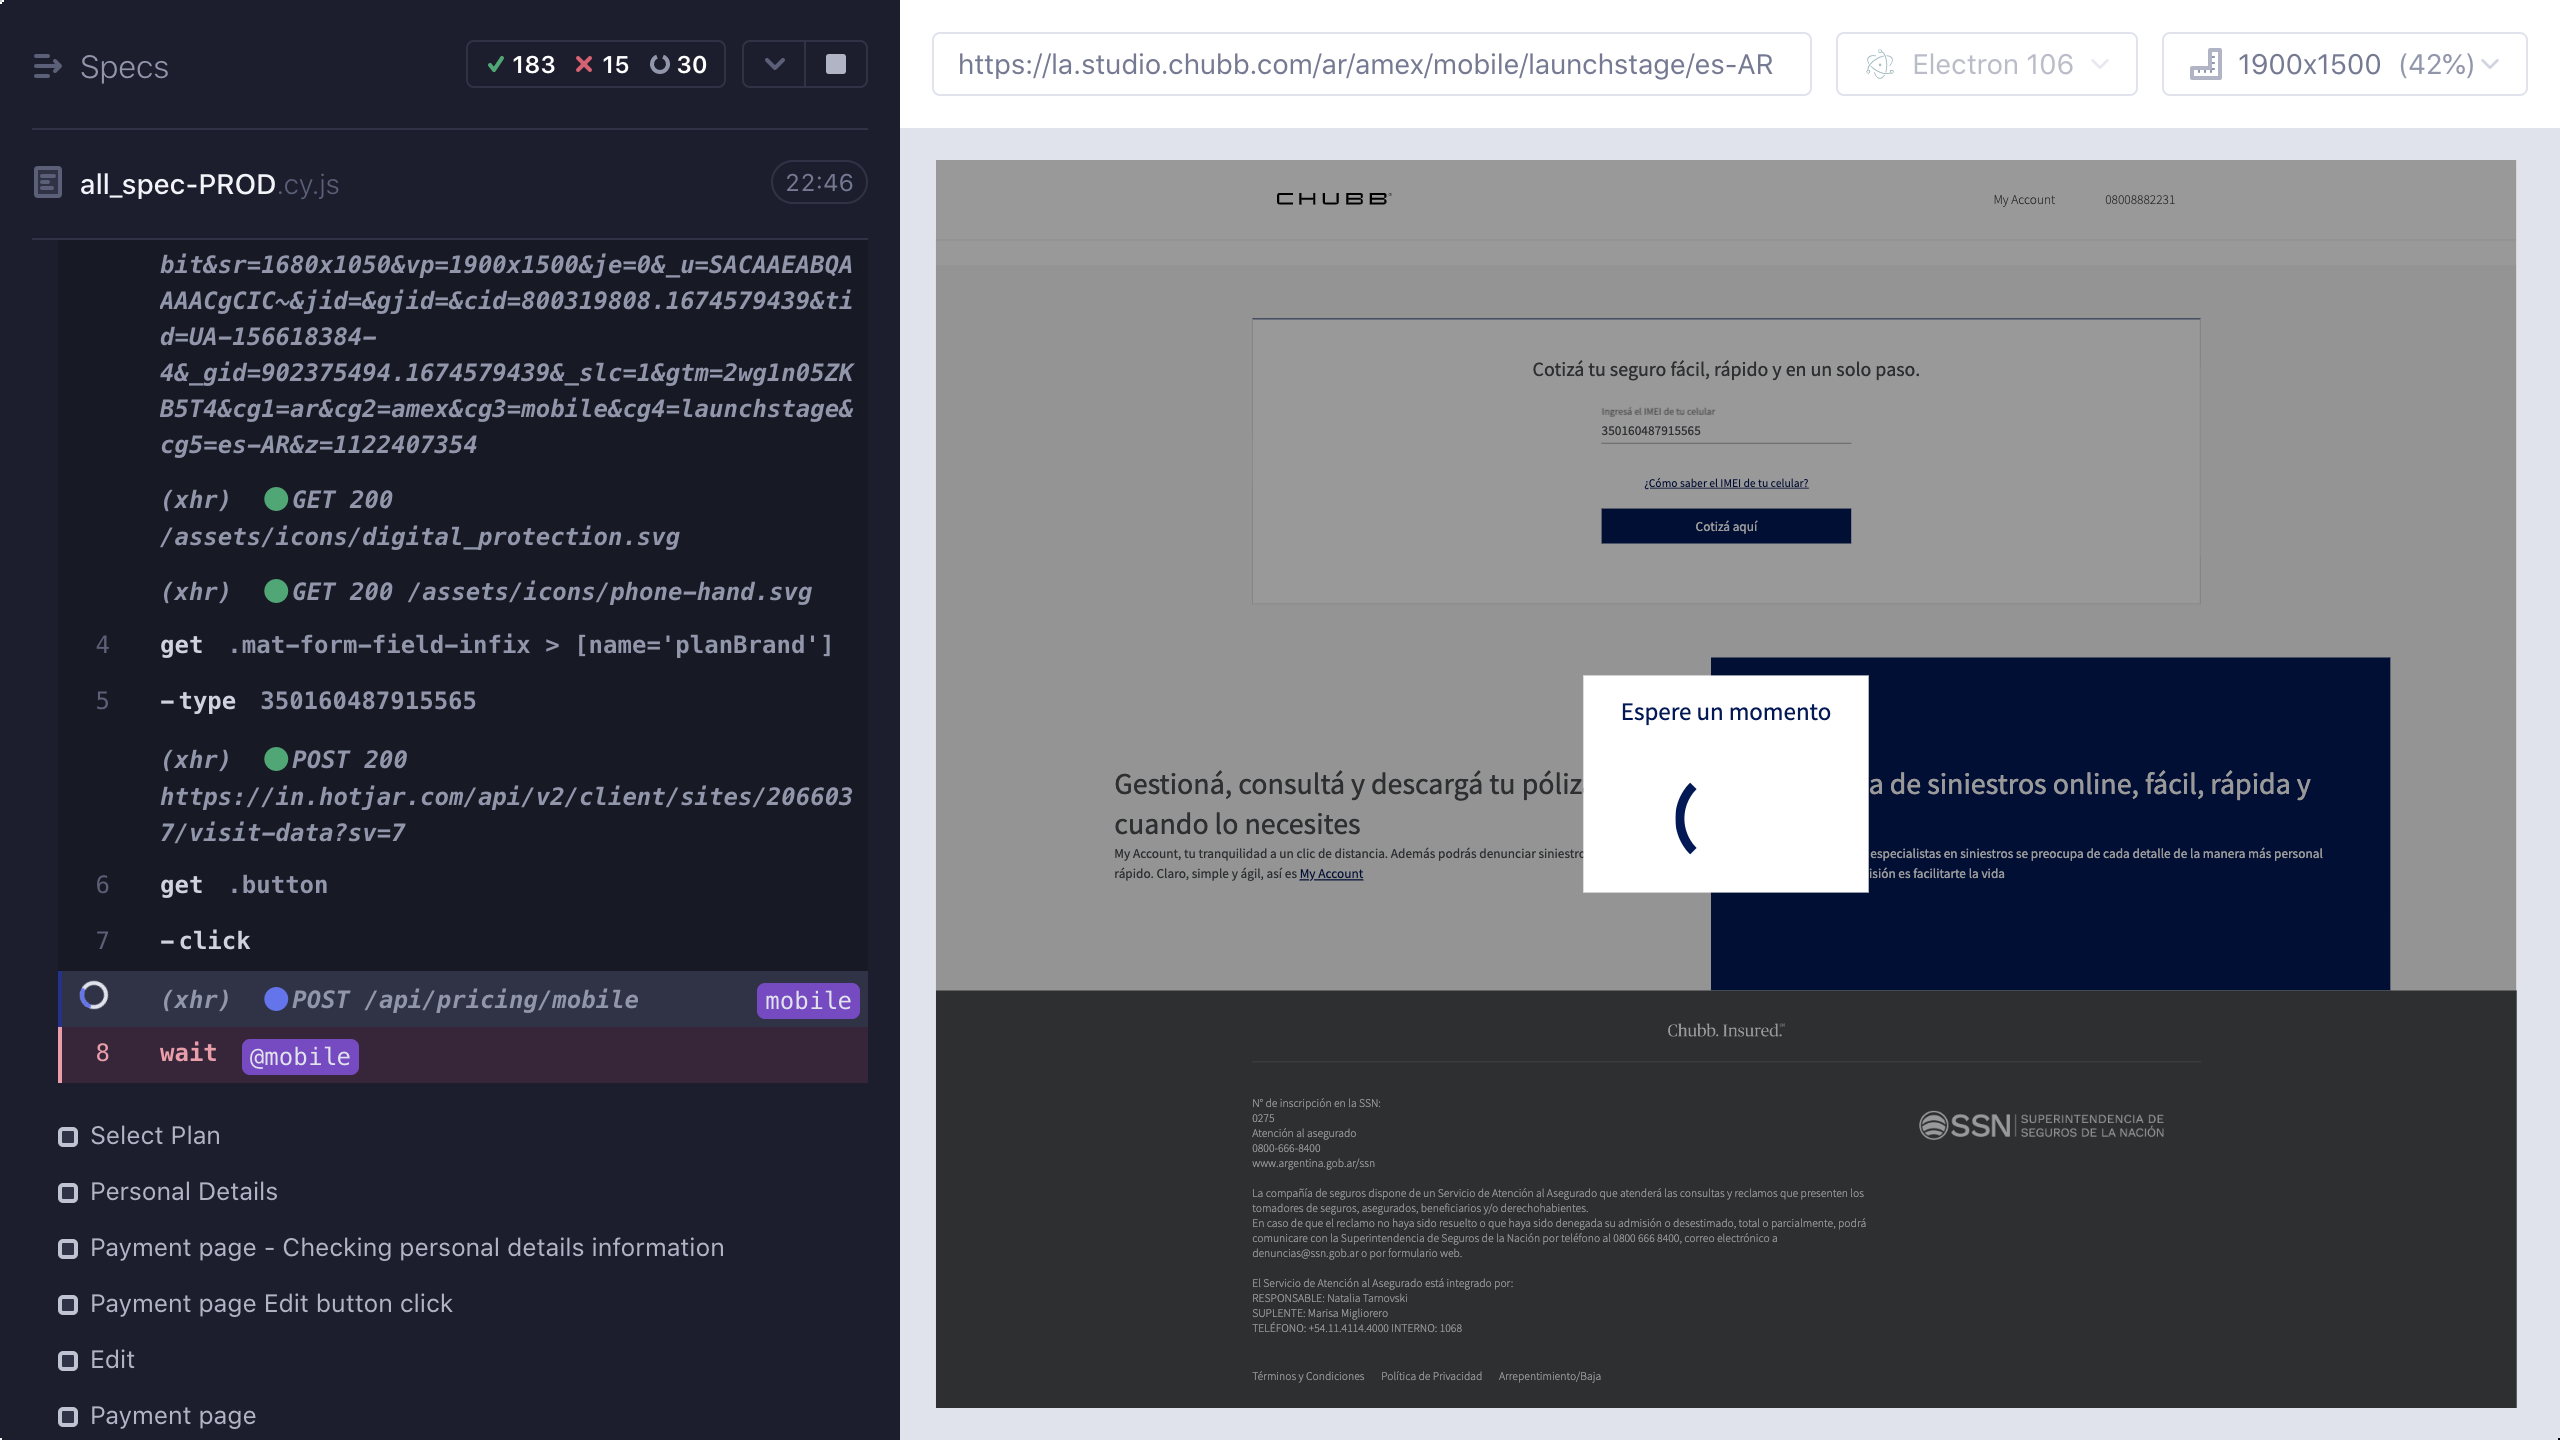 Specs
183 15 30
all_spec-PROD.cy.js
22:46
bit&sr=1680x1050&vp=1900x1500&je=0&_u=SACAAEABQA
AAACgCIC~&jid=&gjid=&cid=800319808.1674579439&ti
d=UA-156618384-
4&_gid=902375494.1674579439&_slc=1&gtm=2wg1n05ZK
B5T4&cg1=ar&cg2=amex&cg3=mobile&cg4=launchstage&
cg5=es-AR&z=1122407354
(xhr) GET 200
/assets/icons/digital_protection.svg
(xhr) GET 200 /assets/icons/phone-hand.svg
4 get .mat-form-field-infix > [name='planBrand']
5 -type 350160487915565
(xhr) POST 200
https://in.hotjar.com/api/v2/client/sites/206603
7/visit-data?sv=7
6 get .button
7 -click
(xhr) POST /api/pricing/mobile mobile
8 wait @mobile
Select Plan
Personal Details
Payment page - Checking personal details information
Payment page Edit button click
Edit
Payment page
https://la.studio.chubb.com/ar/amex/mobile/launchstage/es-AR
Electron 106
1900x1500 (42%)
CHUBB
My Account
08008882231
Cotizá tu seguro fácil, rápido y en un solo paso.
Ingresá el IMEI de tu celular
350160487915565
¿Cómo saber el IMEI de tu celular?
Cotizá aquí
Espere un momento
Gestioná, consultá y descargá tu póliz
cuando lo necesites
My Account, tu tranquilidad a un clic de distancia. Además podrás denunciar siniestro
rápido. Claro, simple y ágil, así es My Account
a de siniestros online, fácil, rápida y
especialistas en siniestros se preocupa de cada detalle de la manera más personal
isión es facilitarte la vida
Chubb. Insured.
N° de inscripción en la SSN:
0275
Atención al asegurado
0800-666-8400
www.argentina.gob.ar/ssn
SSN SUPERINTENDENCIA DE
SEGUROS DE LA NACIÓN
La compañía de seguros dispone de un Servicio de Atención al Asegurado que atenderá las consultas y reclamos que presenten los
tomadores de seguros, asegurados, beneficiarios y/o derechohabientes.
En caso de que el reclamo no haya sido resuelto o que haya sido denegada su admisión o desestimado, total o parcialmente, podrá
comunicare con la Superintendencia de Seguros de la Nación por teléfono al 0800 666 8400, correo electrónico a
denuncias@ssn.gob.ar o por formulario web.
El Servicio de Atención al Asegurado está integrado por:
RESPONSABLE: Natalia Tarnovski
SUPLENTE: Marisa Migliorero
TELÉFONO: +54.11.4114.4000 INTERNO: 1068
Términos y Condiciones
Política de Privacidad
Arrepentimiento/Baja